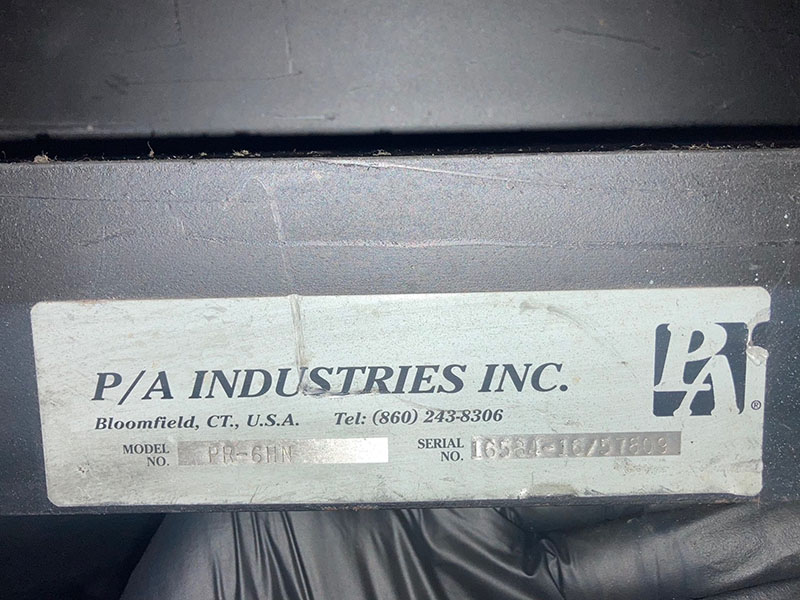 P/A INDUSTRIES INC.
PA ®
Bloomfield, CT., U.S.A. Tel: (860) 243-8306
MODEL NO. PR-6HN
SERIAL NO.